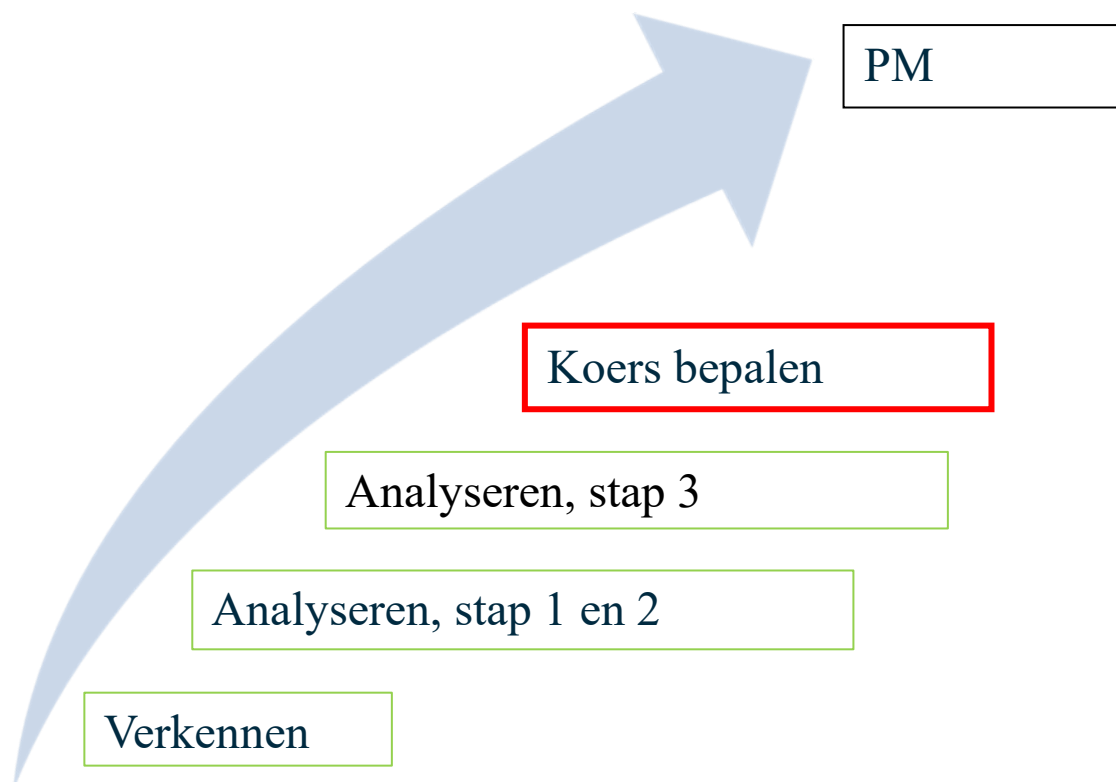 PM
Koers bepalen
Analyseren, stap 3
Analyseren, stap 1 en 2
Verkennen